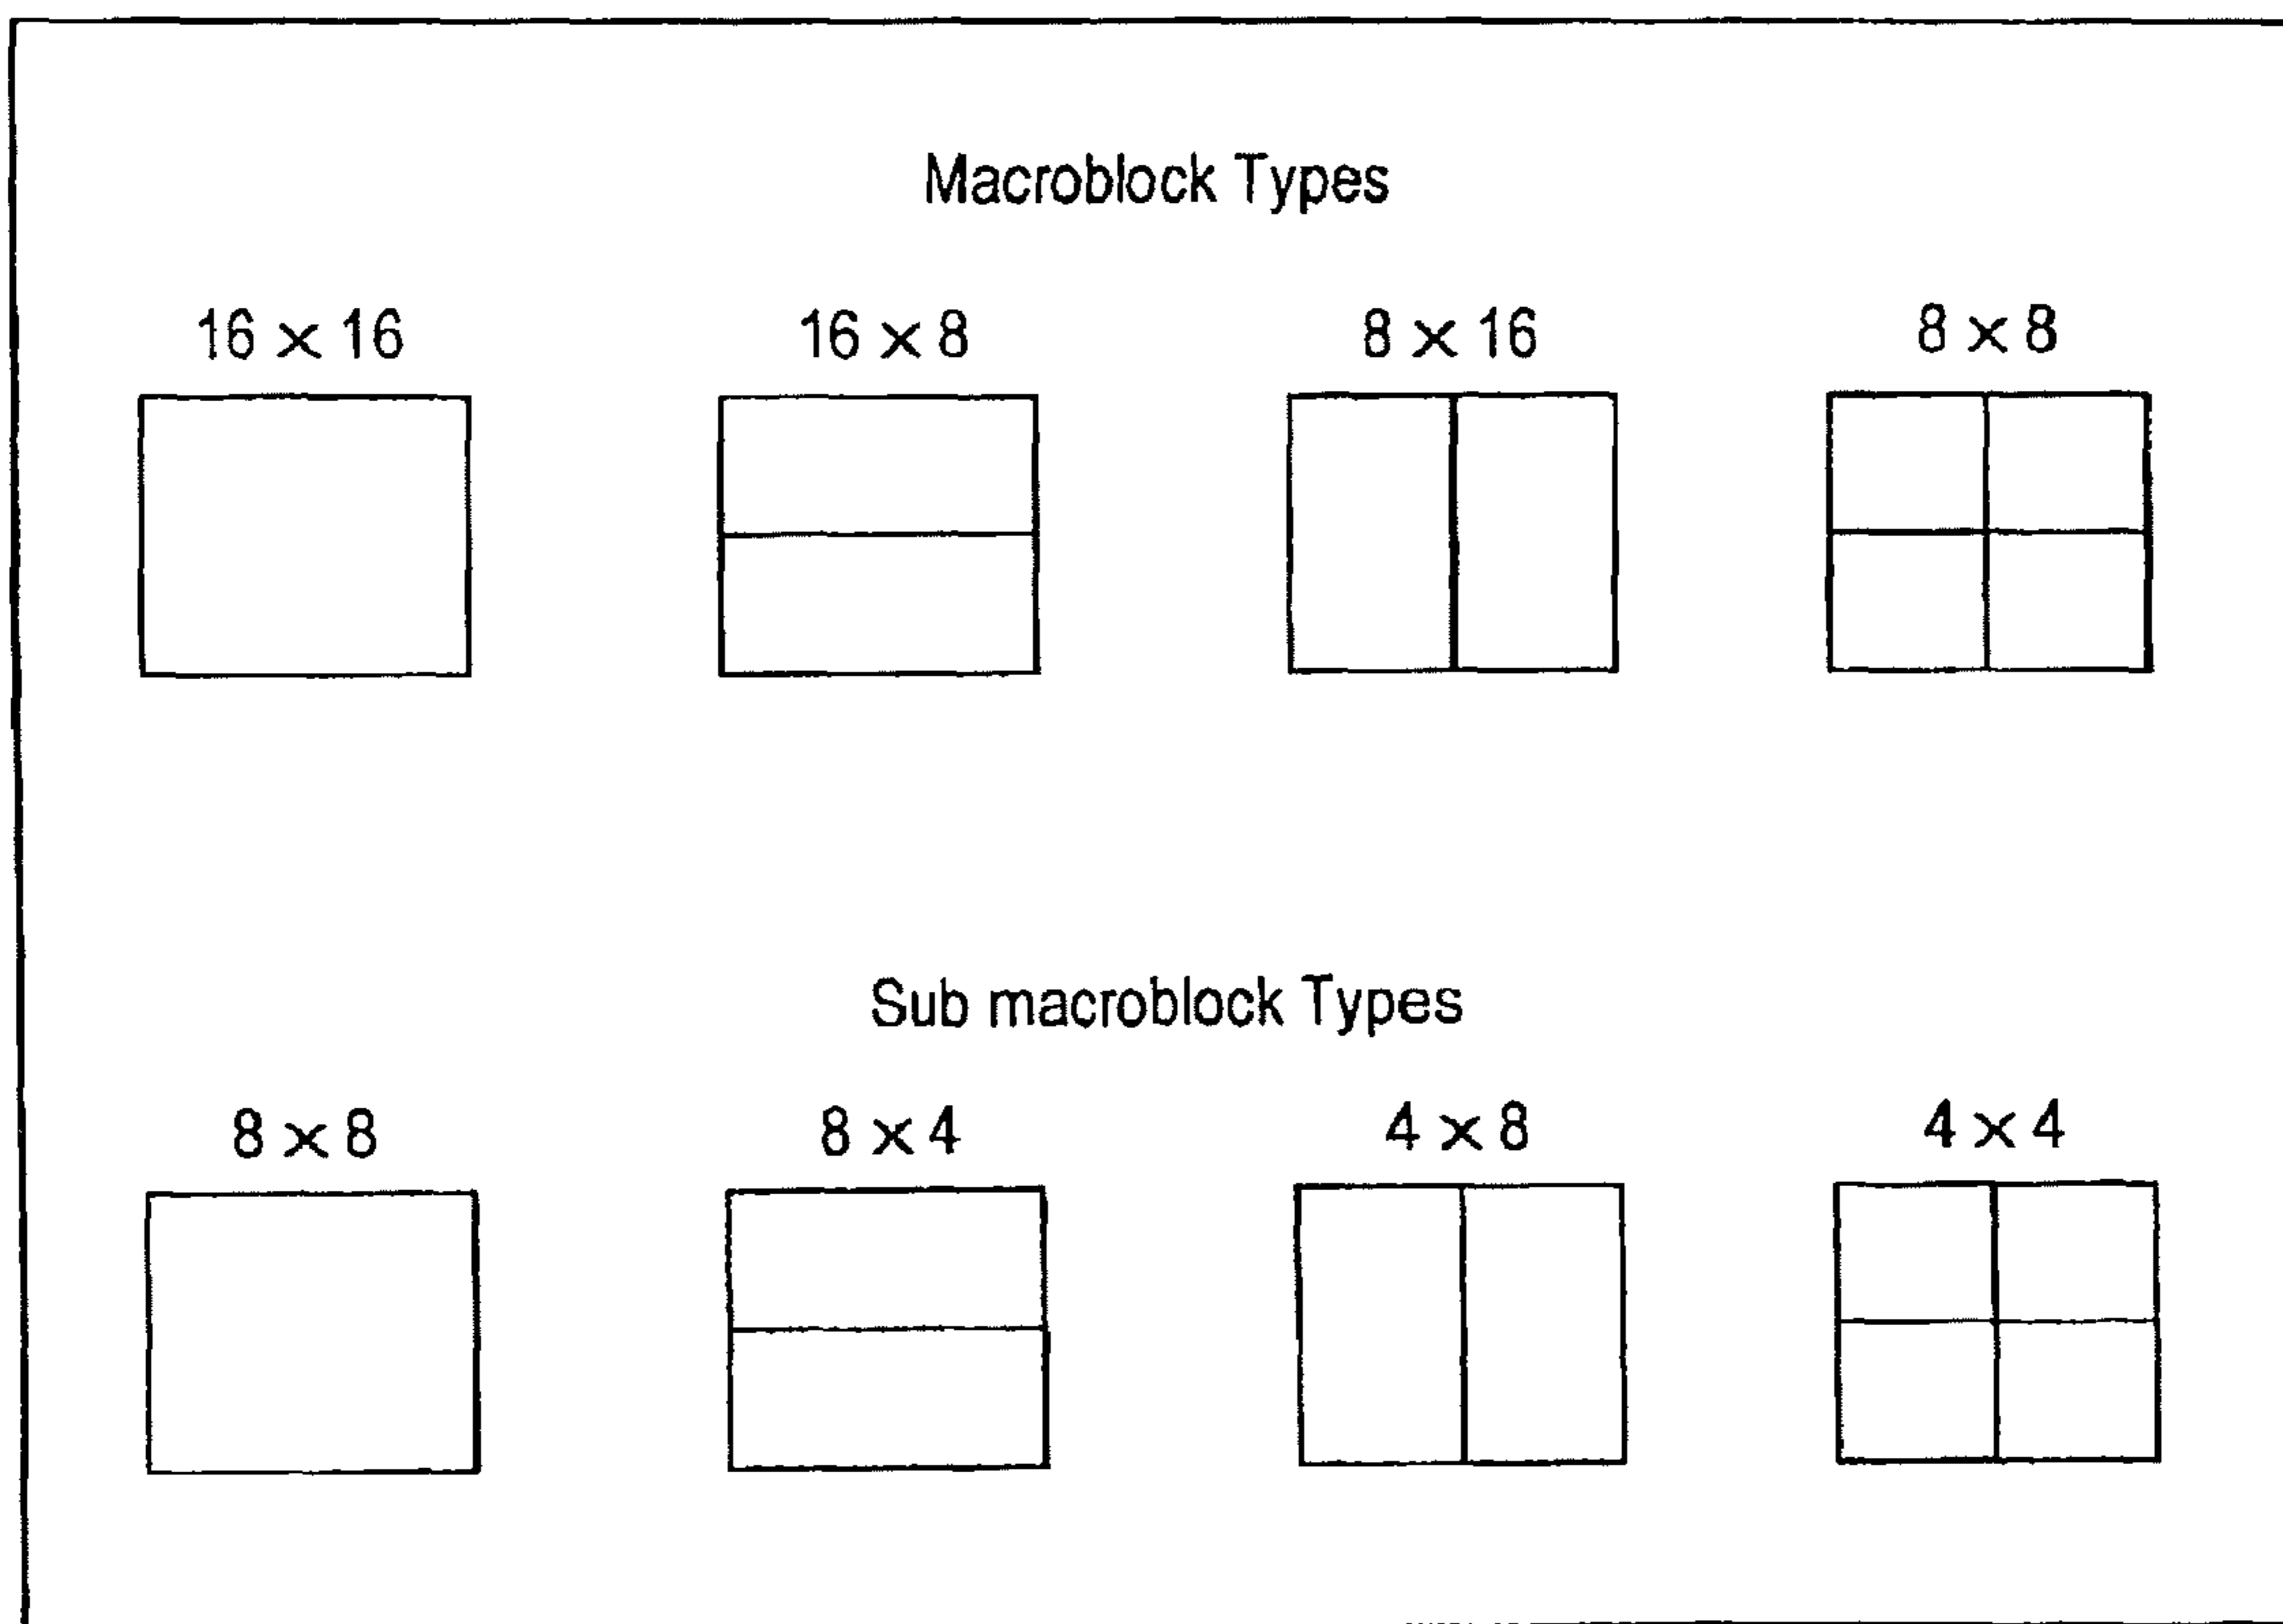 Macroblock Types
16 × 16 16 × 8 8 × 16 8 × 8
Sub macroblock Types
8 × 8 8 × 4 4 × 8 4 × 4